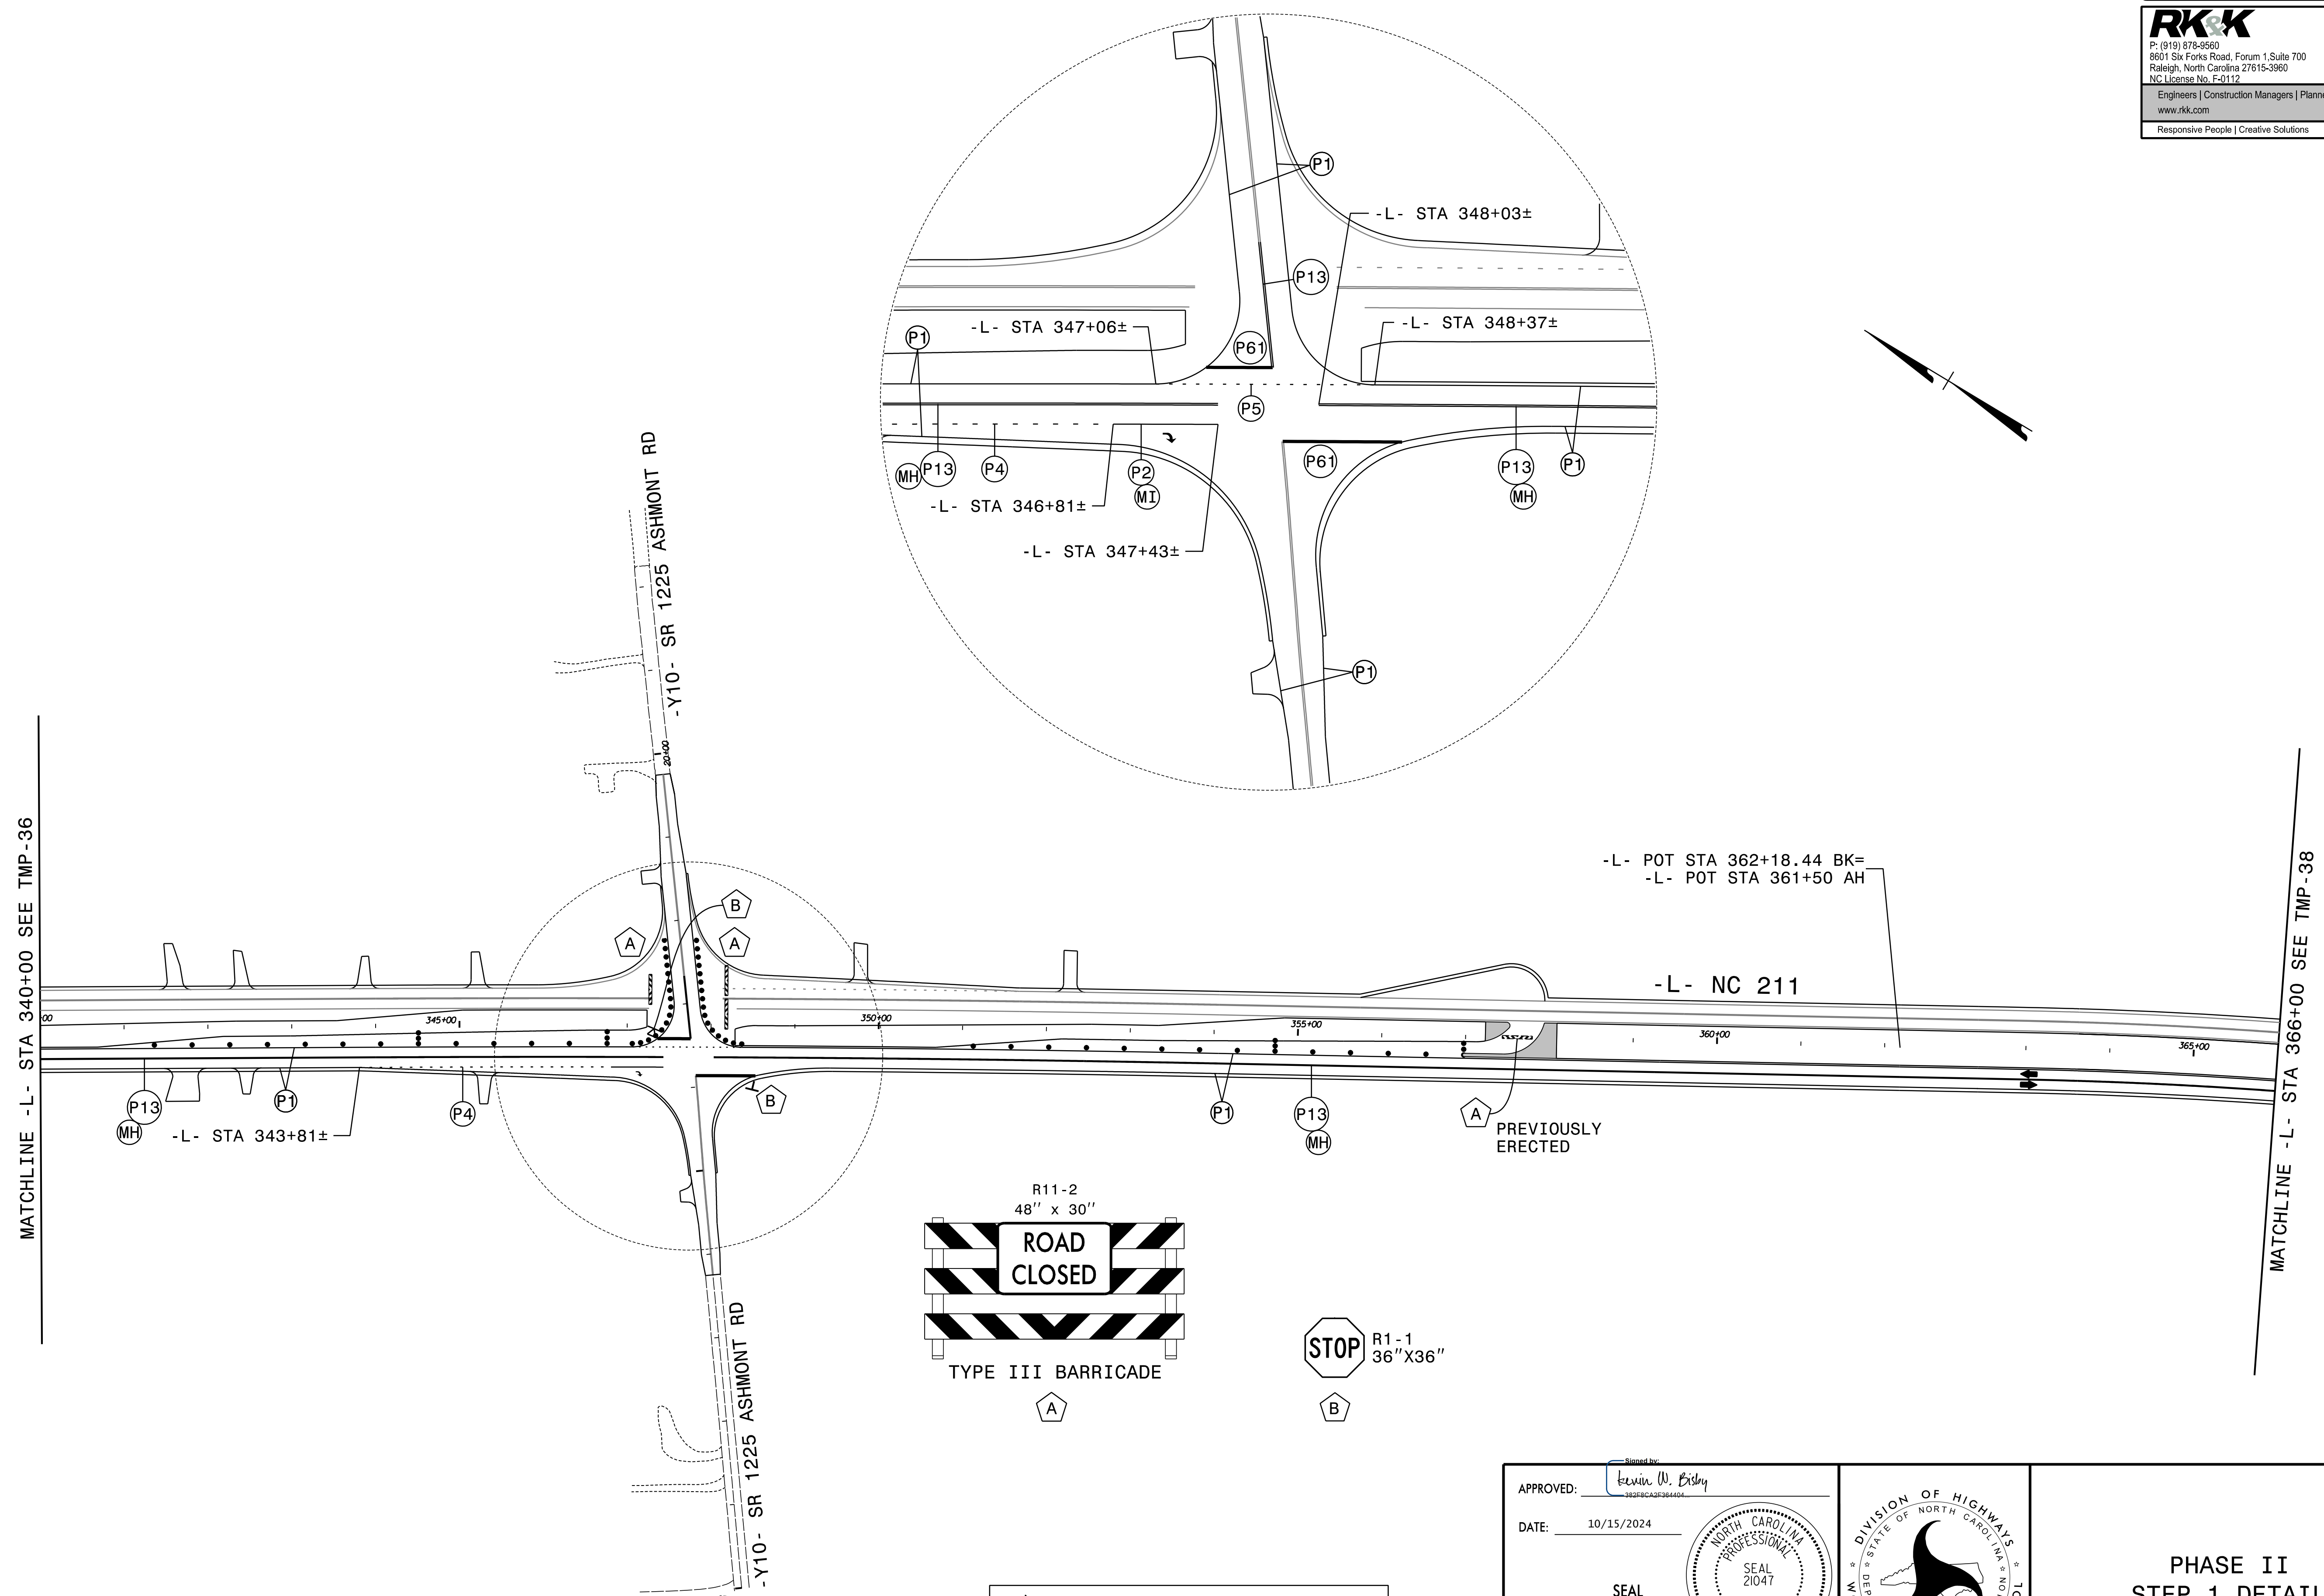 RK&K
P: (919) 878-9560
8601 Six Forks Road, Forum 1,Suite 700
Raleigh, North Carolina 27615-3960
NC License No. F-0112
Engineers | Construction Managers |
www.rkk.com
Responsive People | Creative Solutions
P1
-L- STA 348+03±
P13
-L- STA 347+06±
-L- STA 348+37±
P1
P61
P5
P61
MH
P13
P4
P2
MI
P13
MH
P1
-L- STA 346+81±
-L- STA 347+43±
P1
-Y10- SR 1225 ASHMONT RD
20+00
MATCHLINE -L- STA 340+00 SEE TMP-36
-L- POT STA 362+18.44 BK=
-L- POT STA 361+50 AH
MATCHLINE -L- STA 366+00 SEE TMP-38
B
A
A
-L- NC 211
00
345+00
350+00
355+00
360+00
365+00
P13
MH
P1
-L- STA 343+81±
P4
B
P1
P13
MH
A
PREVIOUSLY
ERECTED
R11-2
48'' x 30''
ROAD
CLOSED
TYPE III BARRICADE
A
STOP
R1-1
36"X36"
B
-Y10- SR 1225 ASHMONT RD
APPROVED:
Signed by:
Kevin W. Bisby
DATE:
10/15/2024
NORTH CAROLINA
PROFESSIONAL
SEAL
21047
SEAL
DIVISION OF HIGHWAYS
STATE OF NORTH CAROLINA
PHASE II
STEP 1 DETAIL